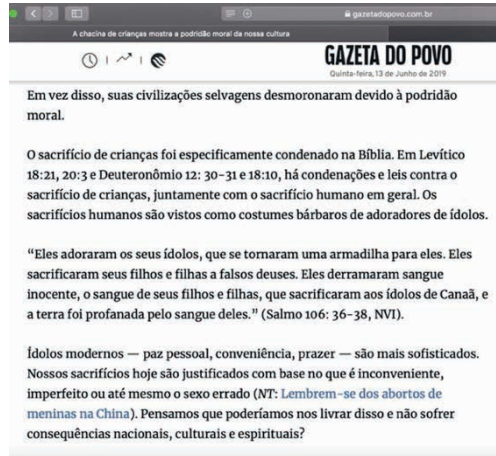 gazetadopovo.com.br
A chacina de crianças mostra a podridão moral da nossa cultura
GAZETA DO POVO
Quinta-feira, 13 de Junho de 2019
Em vez disso, suas civilizações selvagens desmoronaram devido à podridão
moral.
O sacrifício de crianças foi especificamente condenado na Bíblia. Em Levítico
18:21, 20:3 e Deuteronômio 12: 30-31 e 18:10, há condenações e leis contra o
sacrifício de crianças, juntamente com o sacrifício humano em geral. Os
sacrifícios humanos são vistos como costumes bárbaros de adoradores de ídolos.
“Eles adoraram os seus ídolos, que se tornaram uma armadilha para eles. Eles
sacrificaram seus filhos e filhas a falsos deuses. Eles derramaram sangue
inocente, o sangue de seus filhos e filhas, que sacrificaram aos ídolos de Canaã, e
a terra foi profanada pelo sangue deles.” (Salmo 106: 36-38, NVI).
Ídolos modernos — paz pessoal, conveniência, prazer — são mais sofisticados.
Nossos sacrifícios hoje são justificados com base no que é inconveniente,
imperfeito ou até mesmo o sexo errado (NT: Lembrem-se dos abortos de
meninas na China). Pensamos que poderíamos nos livrar disso e não sofrer
consequências nacionais, culturais e espirituais?